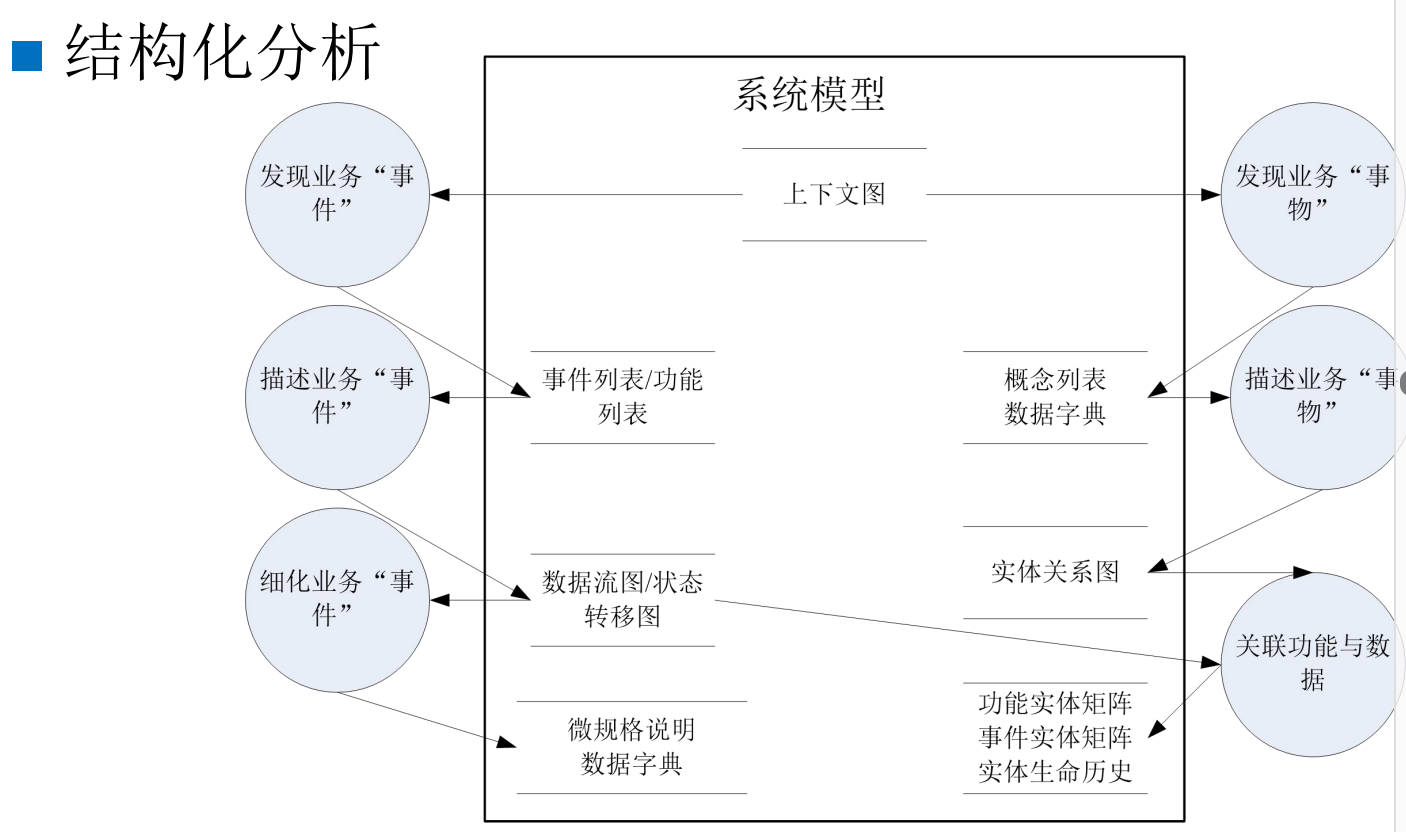 结构化分析
系统模型
发现业务“事
件”
上下文图
发现业务“事
物”
描述业务“事
件”
事件列表/功能
列表
概念列表
数据字典
描述业务“事
物”
细化业务“事
件”
数据流图/状态
转移图
实体关系图
关联功能与数
据
微规格说明
数据字典
功能实体矩阵
事件实体矩阵
实体生命历史